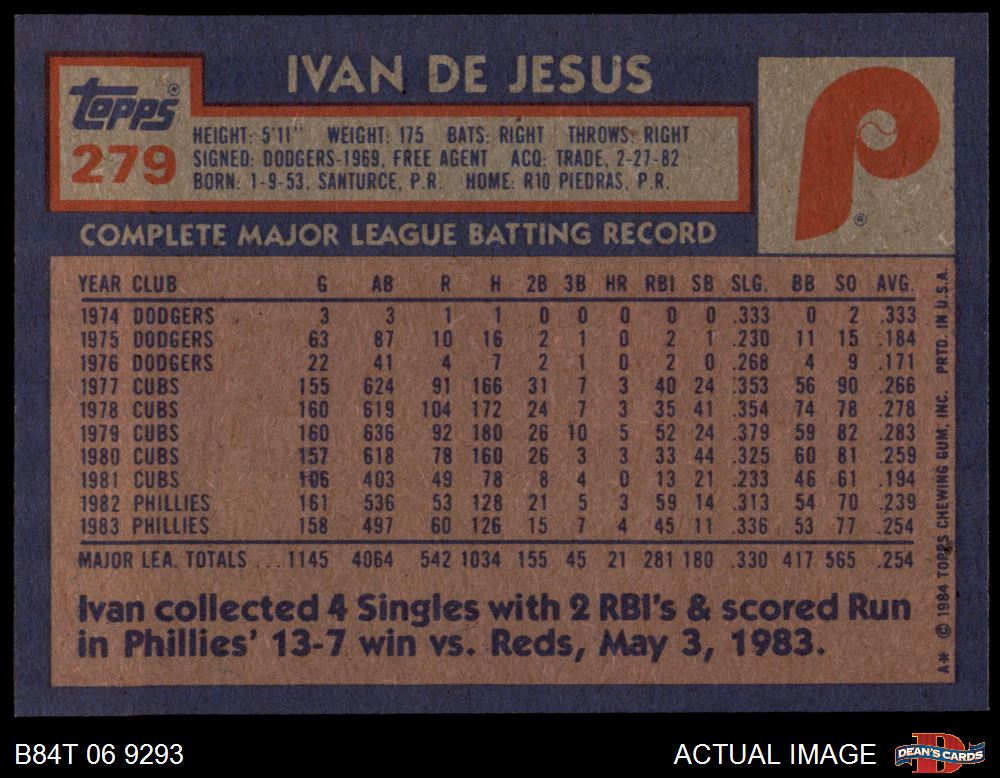 IVAN DE JESUS
topps®
279
HEIGHT: 5'11" WEIGHT: 175 BATS: RIGHT THROWS: RIGHT
SIGNED: DODGERS-1969, FREE AGENT ACQ: TRADE, 2-27-82
BORN: 1-9-53, SANTURCE, P.R. HOME: R10 PIEDRAS, P.R.
P
®
COMPLETE MAJOR LEAGUE BATTING RECORD
YEAR CLUB G AB R H 2B 3B HR RBI SB SLG. BB SO AVG.
1974 DODGERS 3 3 1 1 0 0 0 0 0 .333 0 2 .333
1975 DODGERS 63 87 10 16 2 1 0 2 1 .230 11 15 .184
1976 DODGERS 22 41 4 7 2 1 0 2 0 .268 4 9 .171
1977 CUBS 155 624 91 166 31 7 3 40 24 .353 56 90 .266
1978 CUBS 160 619 104 172 24 7 3 35 41 .354 74 78 .278
1979 CUBS 160 636 92 180 26 10 5 52 24 .379 59 82 .283
1980 CUBS 157 618 78 160 26 3 3 33 44 .325 60 81 .259
1981 CUBS 106 403 49 78 8 4 0 13 21 .233 46 61 .194
1982 PHILLIES 161 536 53 128 21 5 3 59 14 .313 54 70 .239
1983 PHILLIES 158 497 60 126 15 7 4 45 11 .336 53 77 .254
MAJOR LEA. TOTALS ... 1145 4064 542 1034 155 45 21 281 180 .330 417 565 .254
Ivan collected 4 Singles with 2 RBI's & scored Run
in Phillies' 13-7 win vs. Reds, May 3, 1983.
A* © 1984 TOPPS CHEWING GUM, INC. PRTD. IN U.S.A.
B84T 06 9293
ACTUAL IMAGE
DEAN'S CARDS